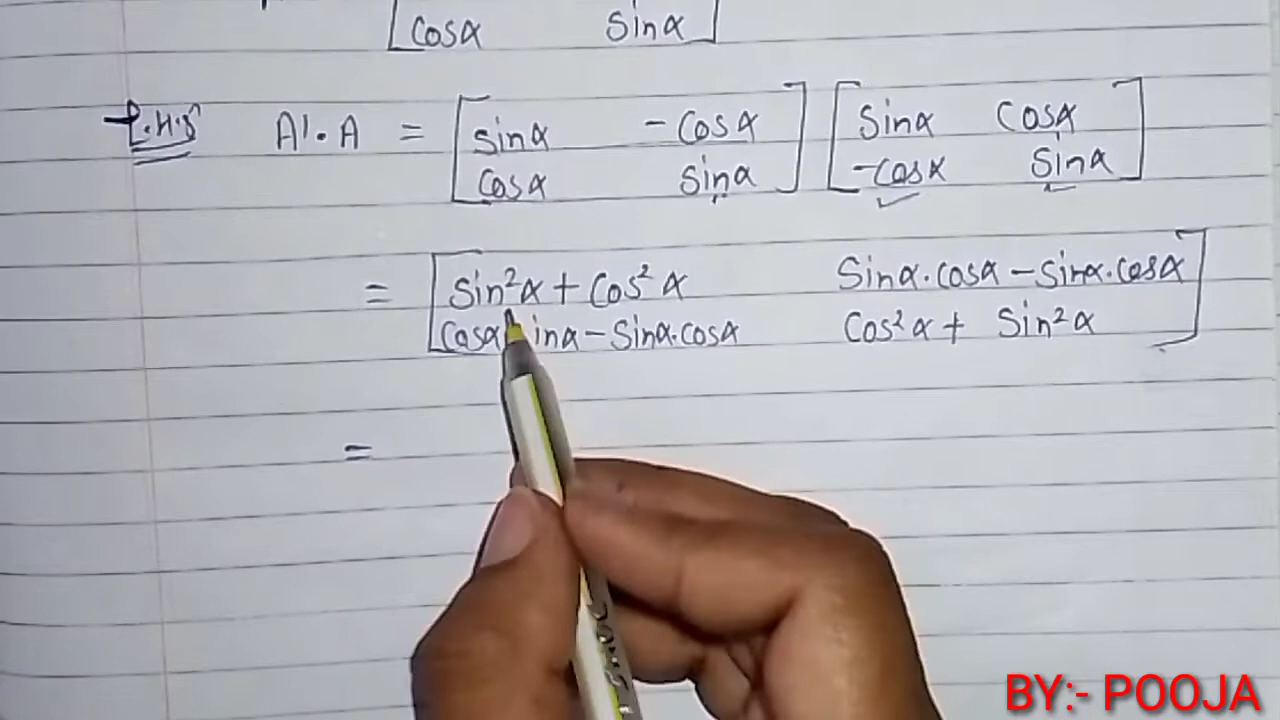 cosα sinα
L.H.S A'·A = [sinα -cosα] [sinα cosα]
[cosα sinα] [-cosα sinα]
= [sin²α + cos²α sinα·cosα - sinα·cosα]
[cosα inα - sinα·cosα cos²α + sin²α]
=
BY:- POOJA